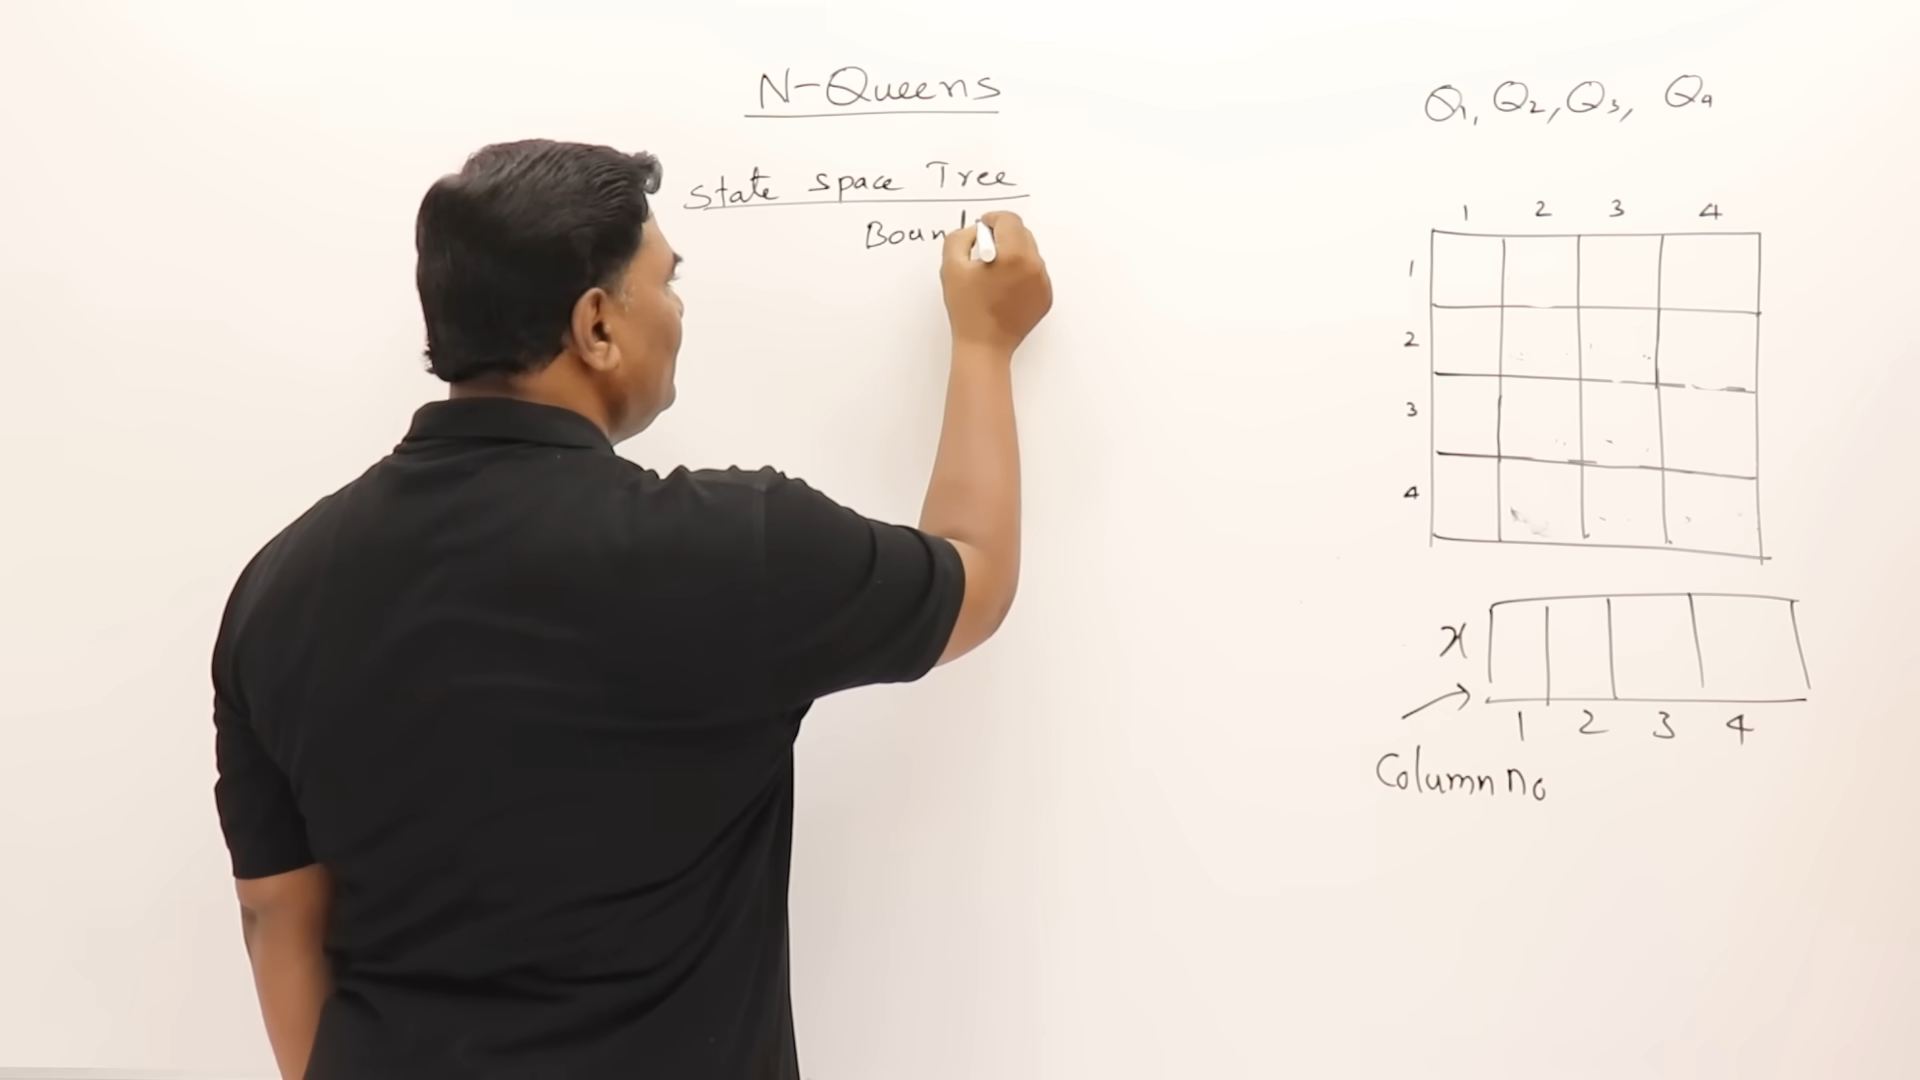 N-Queens
State Space Tree
Q1, Q2, Q3, Q4
1 2 3 4
1
2
3
4
x
1 2 3 4
Column no